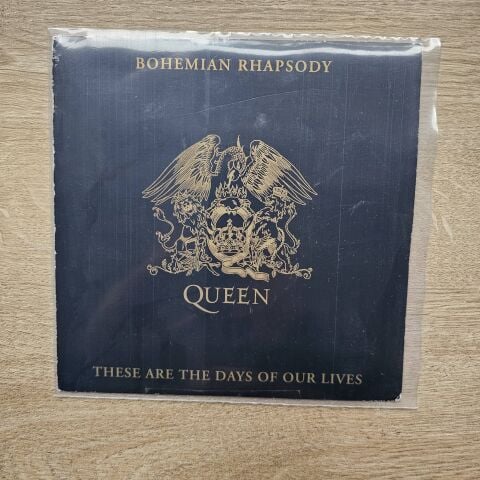 BOHEMIAN RHAPSODY
QUEEN
THESE ARE THE DAYS OF OUR LIVES